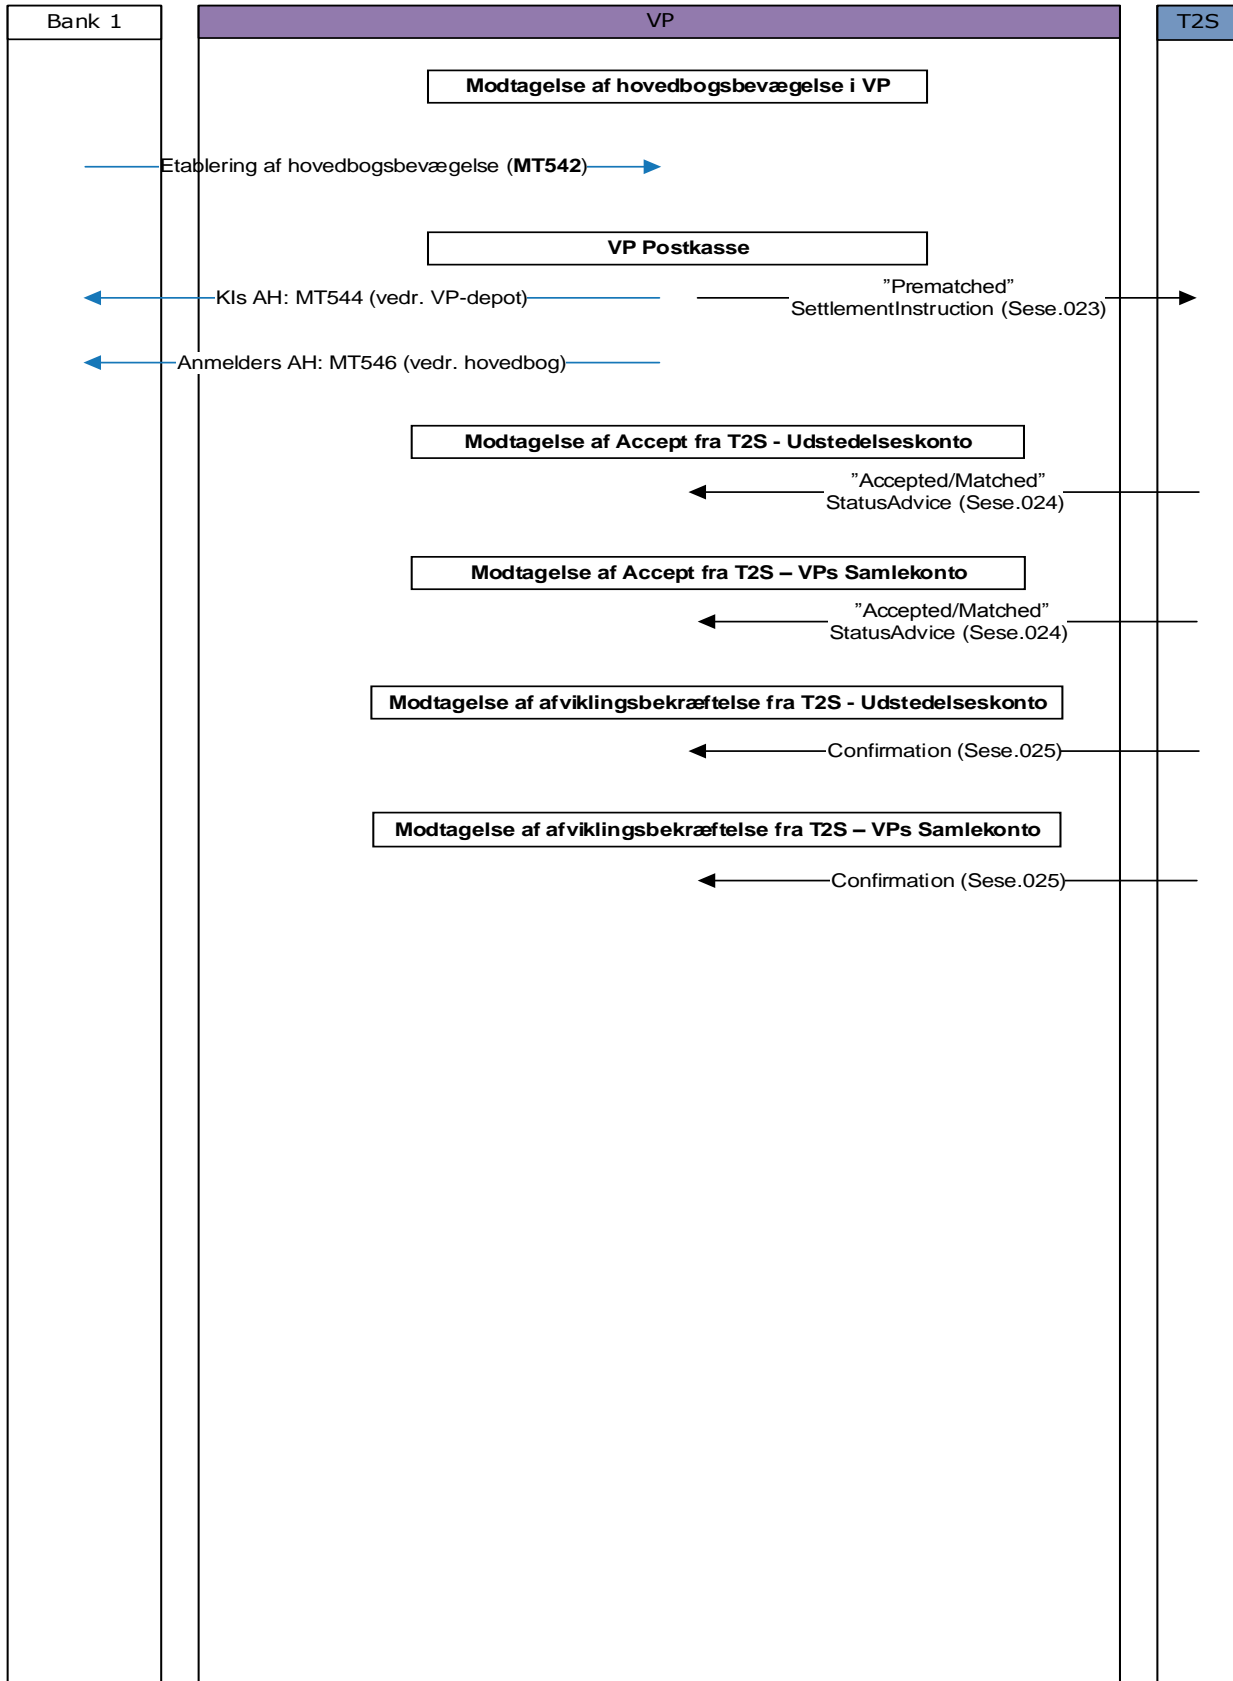 Bank 1
VP
T2S
Modtagelse af hovedbogsbevægelse i VP
Etablering af hovedbogsbevægelse (MT542)
VP Postkasse
KIs AH: MT544 (vedr. VP-depot)
”Prematched”
SettlementInstruction (Sese.023)
Anmelders AH: MT546 (vedr. hovedbog)
Modtagelse af Accept fra T2S - Udstedelseskonto
”Accepted/Matched”
StatusAdvice (Sese.024)
Modtagelse af Accept fra T2S – VPs Samlekonto
”Accepted/Matched”
StatusAdvice (Sese.024)
Modtagelse af afviklingsbekræftelse fra T2S - Udstedelseskonto
Confirmation (Sese.025)
Modtagelse af afviklingsbekræftelse fra T2S – VPs Samlekonto
Confirmation (Sese.025)